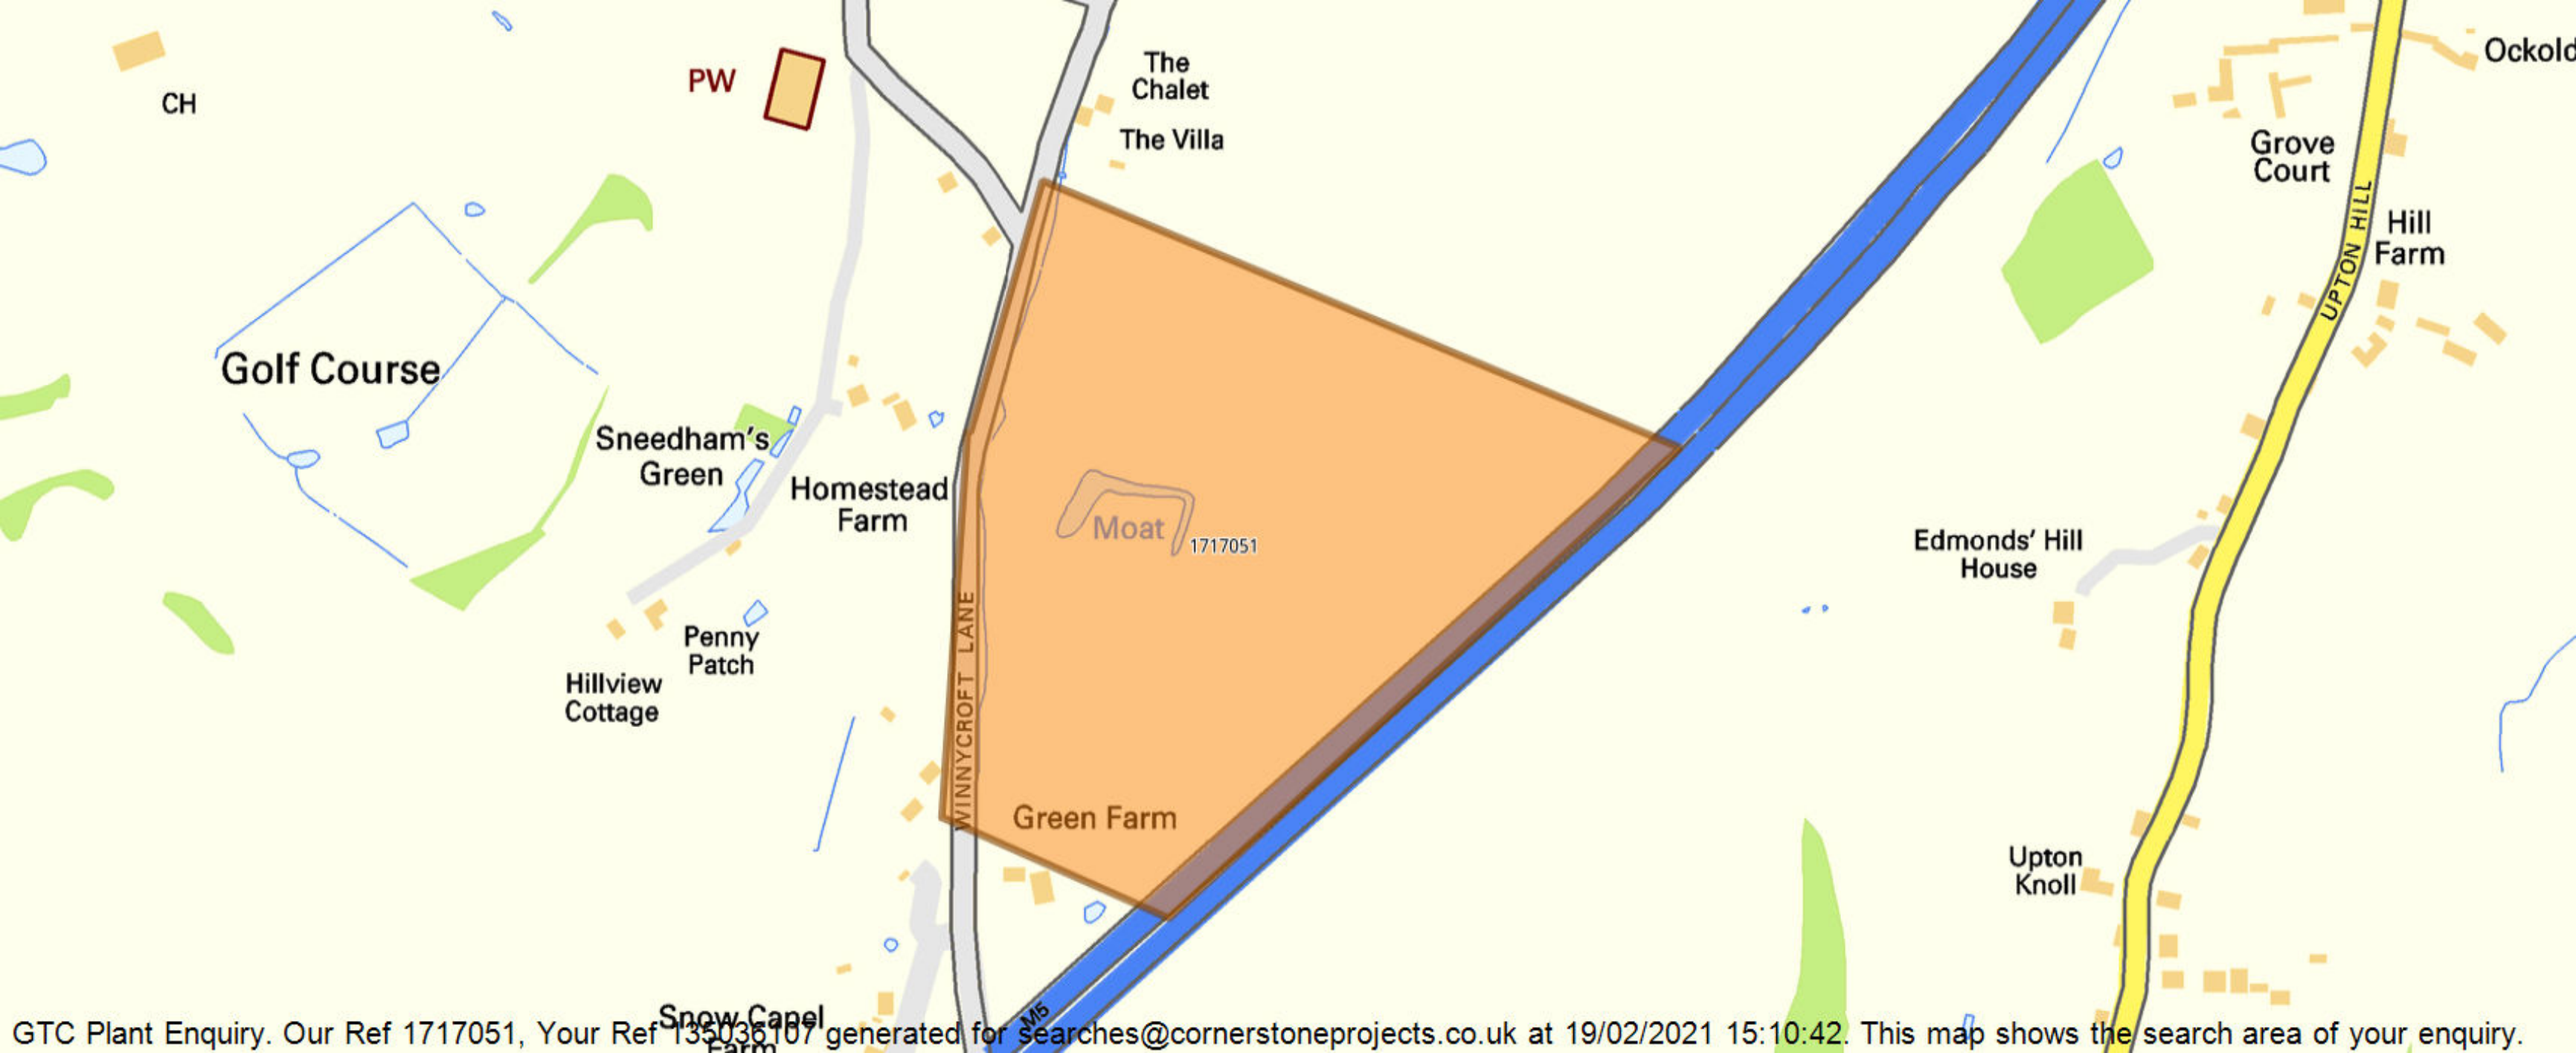 The
Chalet
The Villa
PW
CH
Ockold
Grove
Court
UPTON HILL
Hill
Farm
Golf Course
Sneedham's
Green
Homestead
Farm
Moat
1717051
Edmonds' Hill
House
WINNYCROFT LANE
Penny
Patch
Hillview
Cottage
Green Farm
Upton
Knoll
M5
Snow Capel
Farm
GTC Plant Enquiry. Our Ref 1717051, Your Ref 135036107 generated for searches@cornerstoneprojects.co.uk at 19/02/2021 15:10:42. This map shows the search area of your enquiry.